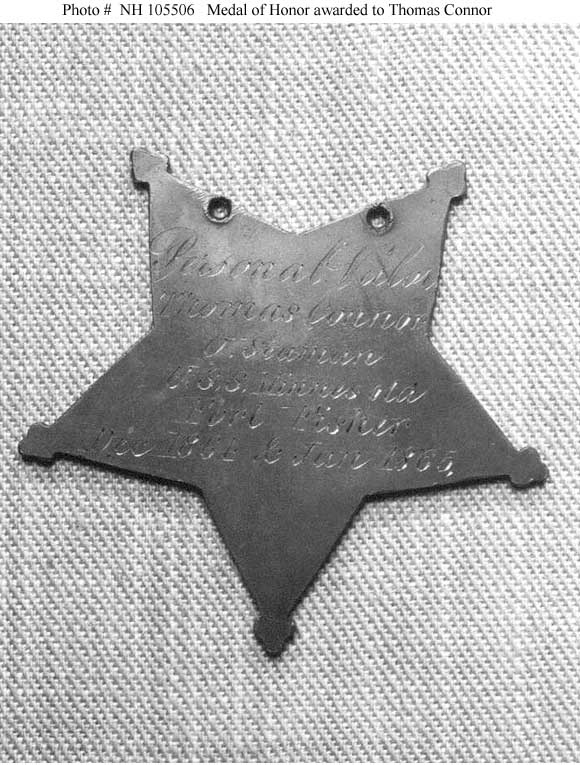 Photo # NH 105506 Medal of Honor awarded to Thomas Connor
Personal Valor
Thomas Connor
O. Seaman
U.S.S. Minnesota
Fort Fisher
Dec 1864 & Jan 1865,